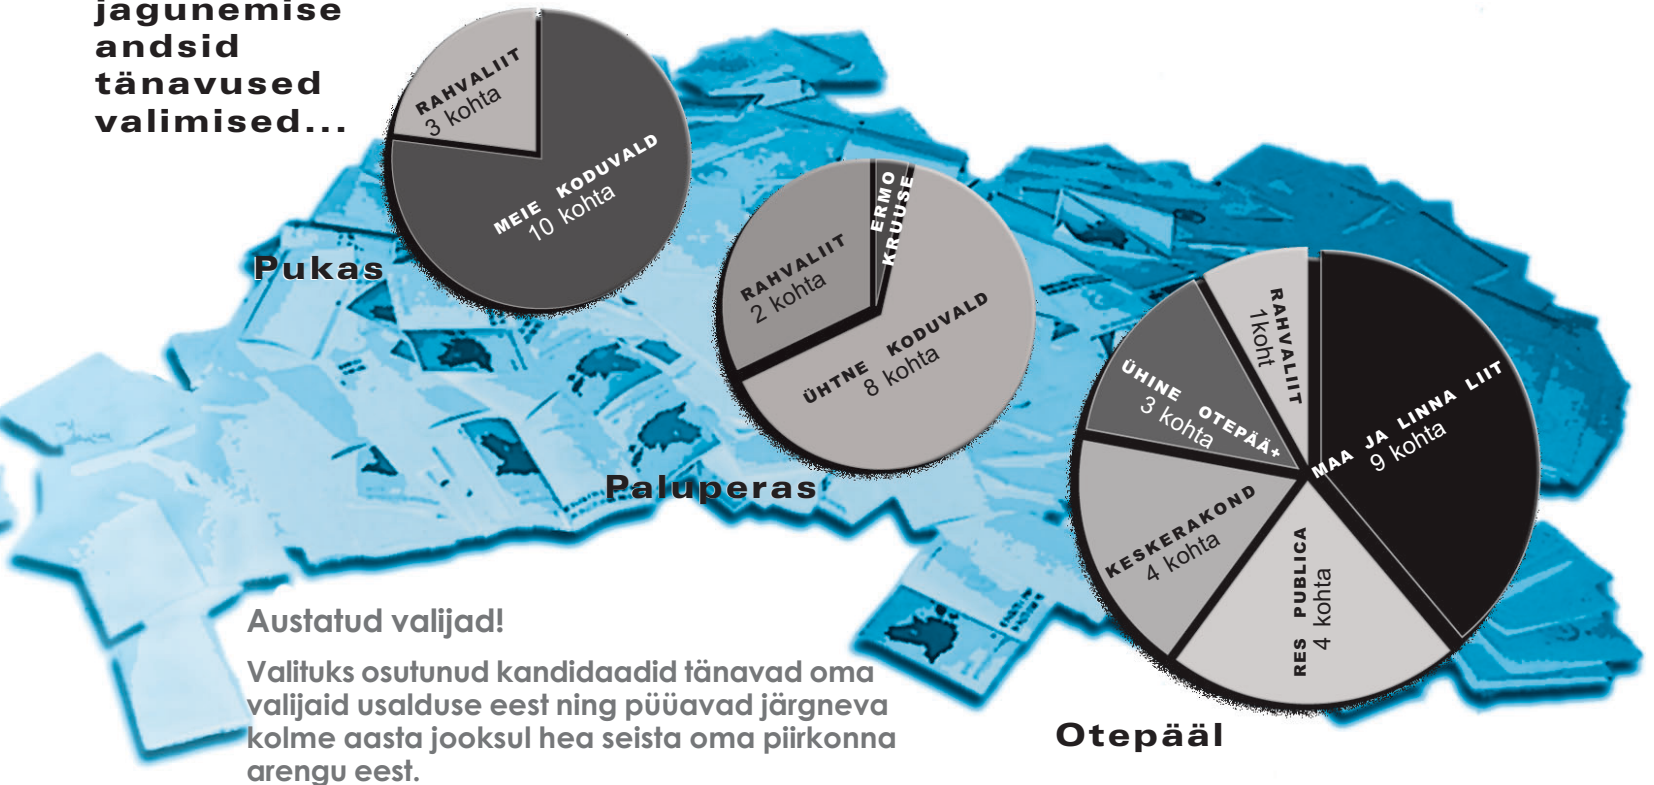 jagunemise
andsid
tänavused
valimised...
RAHVALIIT
3 kohta
MEIE KODUVALD
10 kohta
Pukas
RAHVALIIT
2 kohta
ERMO
KRUUSE
ÜHTNE KODUVALD
8 kohta
Paluperas
RAHVALIIT
1koht
MAA JA LINNA LIIT
9 kohta
ÜHINE OTEPÄÄ+
3 kohta
KESKERAKOND
4 kohta
RES PUBLICA
4 kohta
Otepääl
Austatud valijad!
Valituks osutunud kandidaadid tänavad oma
valijaid usalduse eest ning püüavad järgneva
kolme aasta jooksul hea seista oma piirkonna
arengu eest.